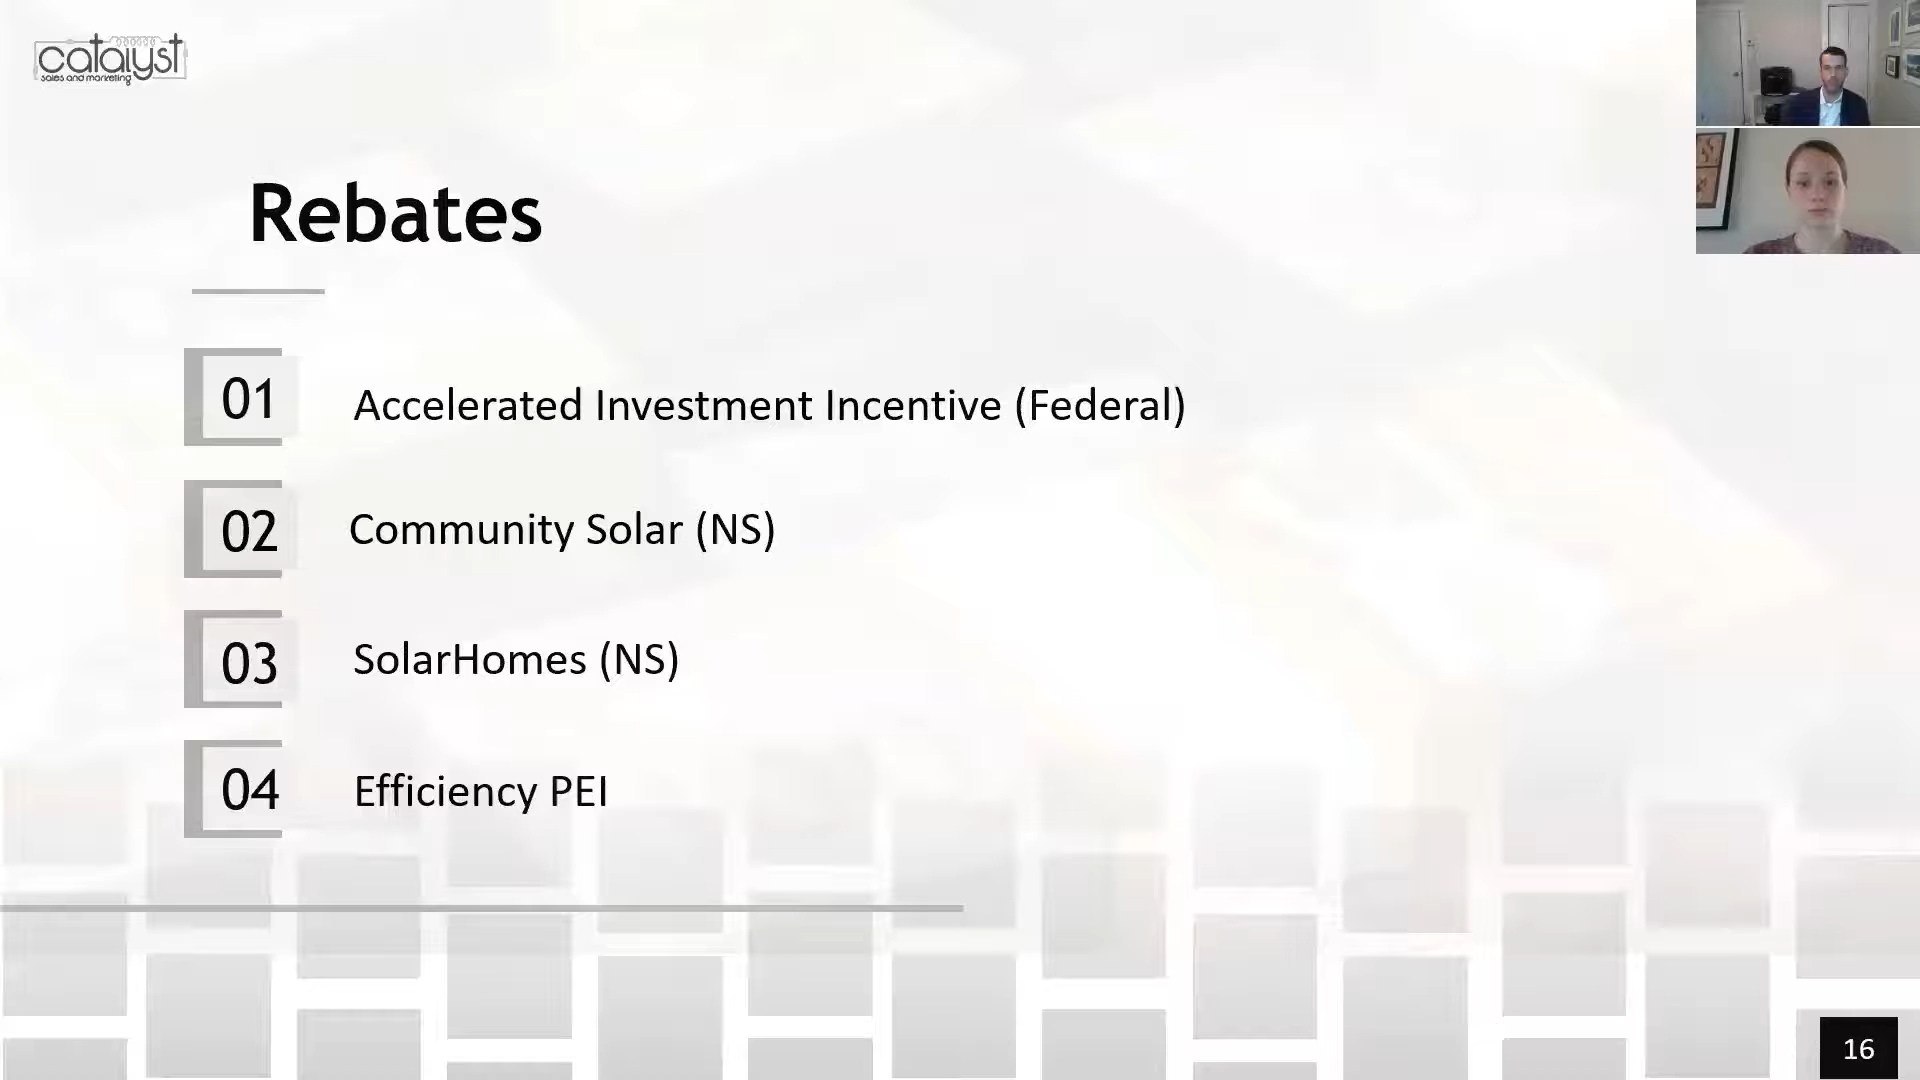 catalyst
sales and marketing
Rebates
01 Accelerated Investment Incentive (Federal)
02 Community Solar (NS)
03 SolarHomes (NS)
04 Efficiency PEI
16